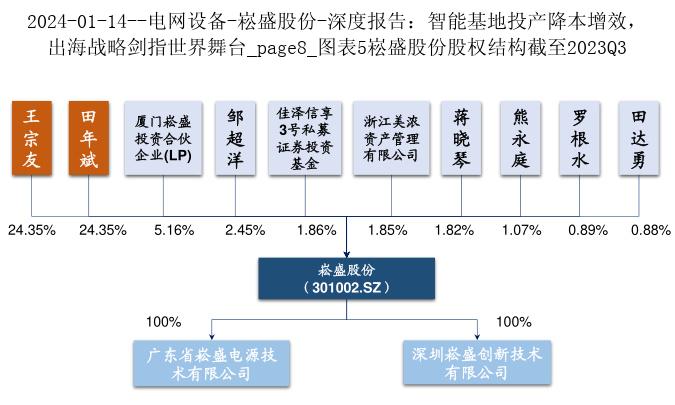 2024-01-14--电网设备-崧盛股份-深度报告：智能基地投产降本增效，
出海战略剑指世界舞台_page8_图表5崧盛股份股权结构截至2023Q3
王宗友
田年斌
厦门崧盛
投资合伙
企业(LP)
邹超洋
佳泽信享
3号私募
证券投资
基金
浙江美浓
资产管理
有限公司
蒋晓琴
熊永庭
罗根水
田达勇
24.35%
24.35%
5.16%
2.45%
1.86%
1.85%
1.82%
1.07%
0.89%
0.88%
崧盛股份
（301002.SZ）
100%
100%
广东省崧盛电源技
术有限公司
深圳崧盛创新技术
有限公司